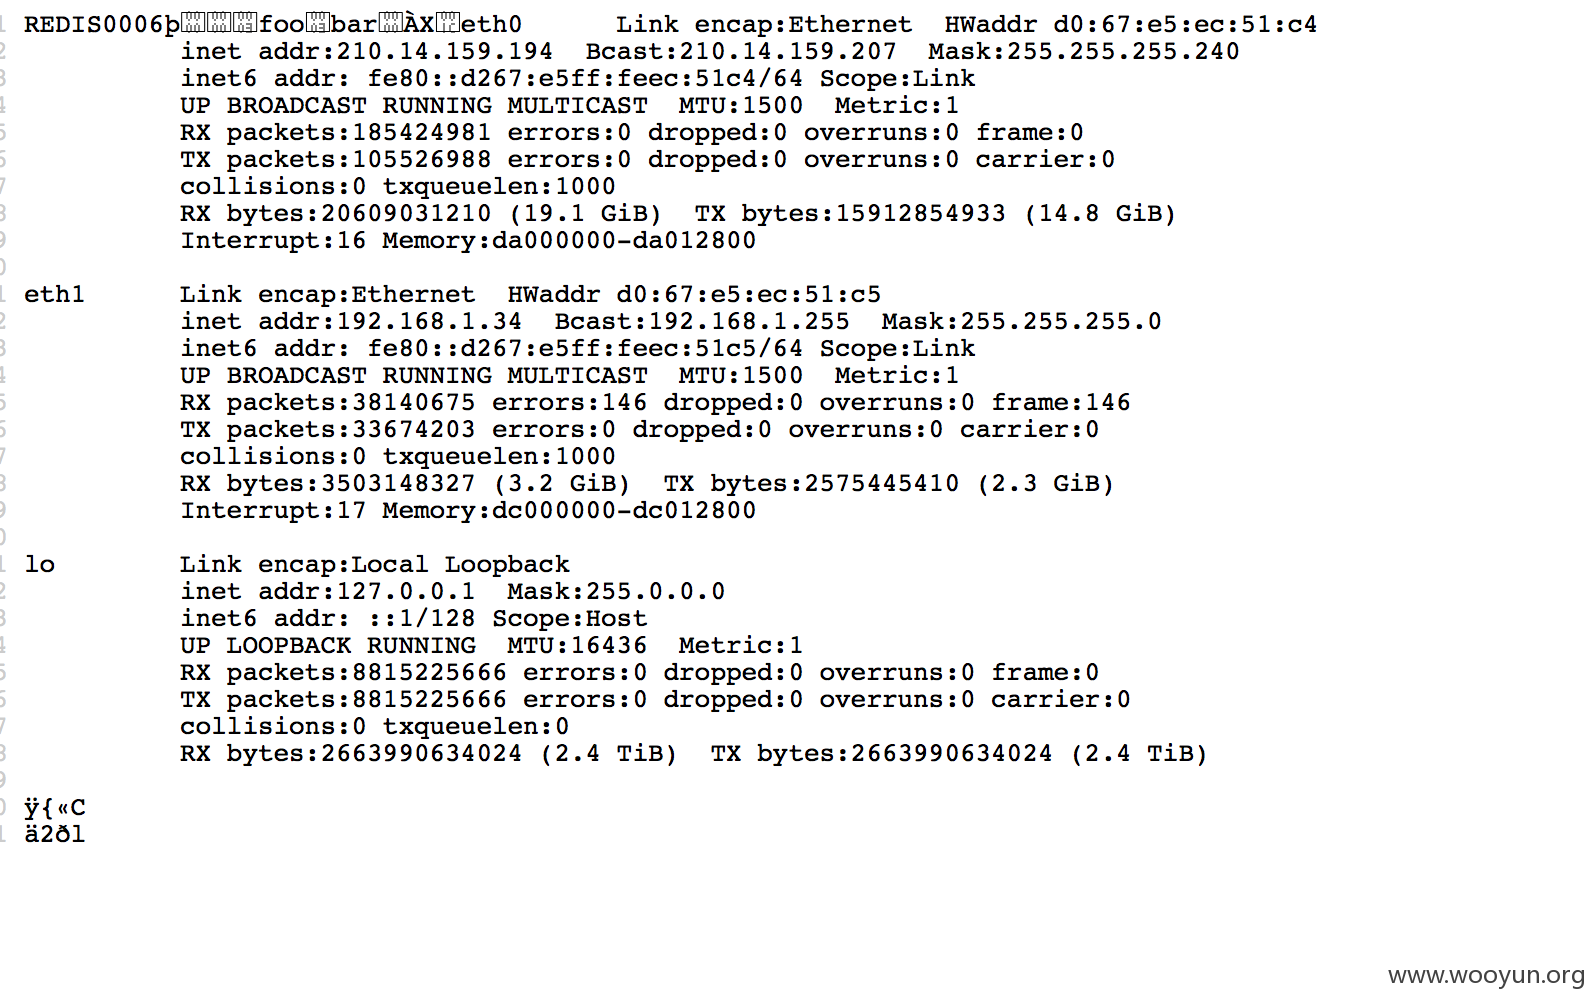 REDIS0006þfoobarÀXeth0      Link encap:Ethernet  HWaddr d0:67:e5:ec:51:c4
          inet addr:210.14.159.194  Bcast:210.14.159.207  Mask:255.255.255.240
          inet6 addr: fe80::d267:e5ff:feec:51c4/64 Scope:Link
          UP BROADCAST RUNNING MULTICAST  MTU:1500  Metric:1
          RX packets:185424981 errors:0 dropped:0 overruns:0 frame:0
          TX packets:105526988 errors:0 dropped:0 overruns:0 carrier:0
          collisions:0 txqueuelen:1000
          RX bytes:20609031210 (19.1 GiB)  TX bytes:15912854933 (14.8 GiB)
          Interrupt:16 Memory:da000000-da012800
eth1      Link encap:Ethernet  HWaddr d0:67:e5:ec:51:c5
          inet addr:192.168.1.34  Bcast:192.168.1.255  Mask:255.255.255.0
          inet6 addr: fe80::d267:e5ff:feec:51c5/64 Scope:Link
          UP BROADCAST RUNNING MULTICAST  MTU:1500  Metric:1
          RX packets:38140675 errors:146 dropped:0 overruns:0 frame:146
          TX packets:33674203 errors:0 dropped:0 overruns:0 carrier:0
          collisions:0 txqueuelen:1000
          RX bytes:3503148327 (3.2 GiB)  TX bytes:2575445410 (2.3 GiB)
          Interrupt:17 Memory:dc000000-dc012800
lo        Link encap:Local Loopback
          inet addr:127.0.0.1  Mask:255.0.0.0
          inet6 addr: ::1/128 Scope:Host
          UP LOOPBACK RUNNING  MTU:16436  Metric:1
          RX packets:8815225666 errors:0 dropped:0 overruns:0 frame:0
          TX packets:8815225666 errors:0 dropped:0 overruns:0 carrier:0
          collisions:0 txqueuelen:0
          RX bytes:2663990634024 (2.4 TiB)  TX bytes:2663990634024 (2.4 TiB)
ÿ{«C
ä2ðl
www.wooyun.org